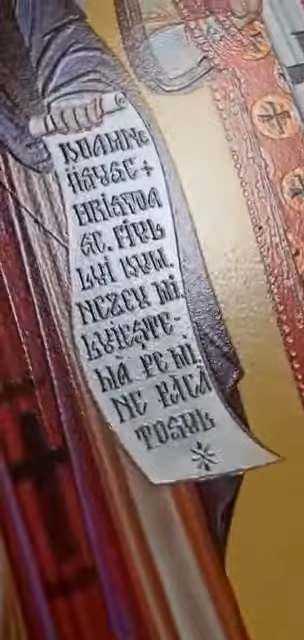 DOAMNE
IISUSE +
HRISTOA
SE, FIUL
LUI DUM
NEZEU MI
LUIEȘTE-
MĂ PE MI
NE PĂCĂ
TOSUL